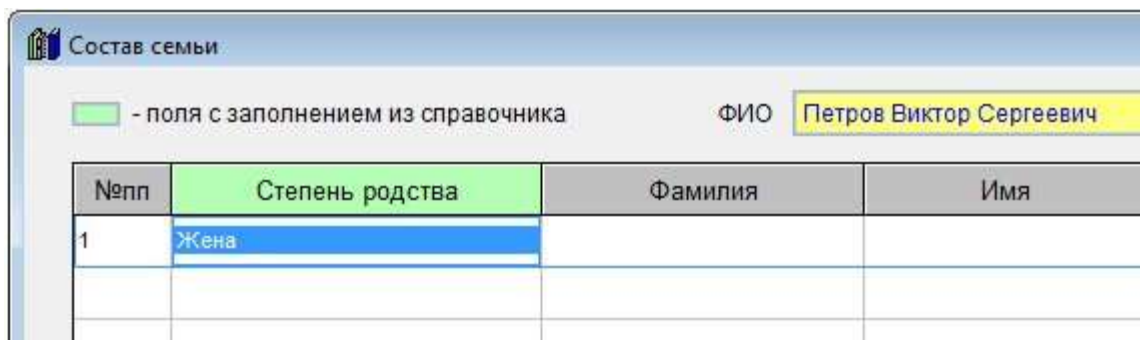 Состав семьи
- поля с заполнением из справочника ФИО Петров Виктор Сергеевич
№пп Степень родства Фамилия Имя
1 Жена